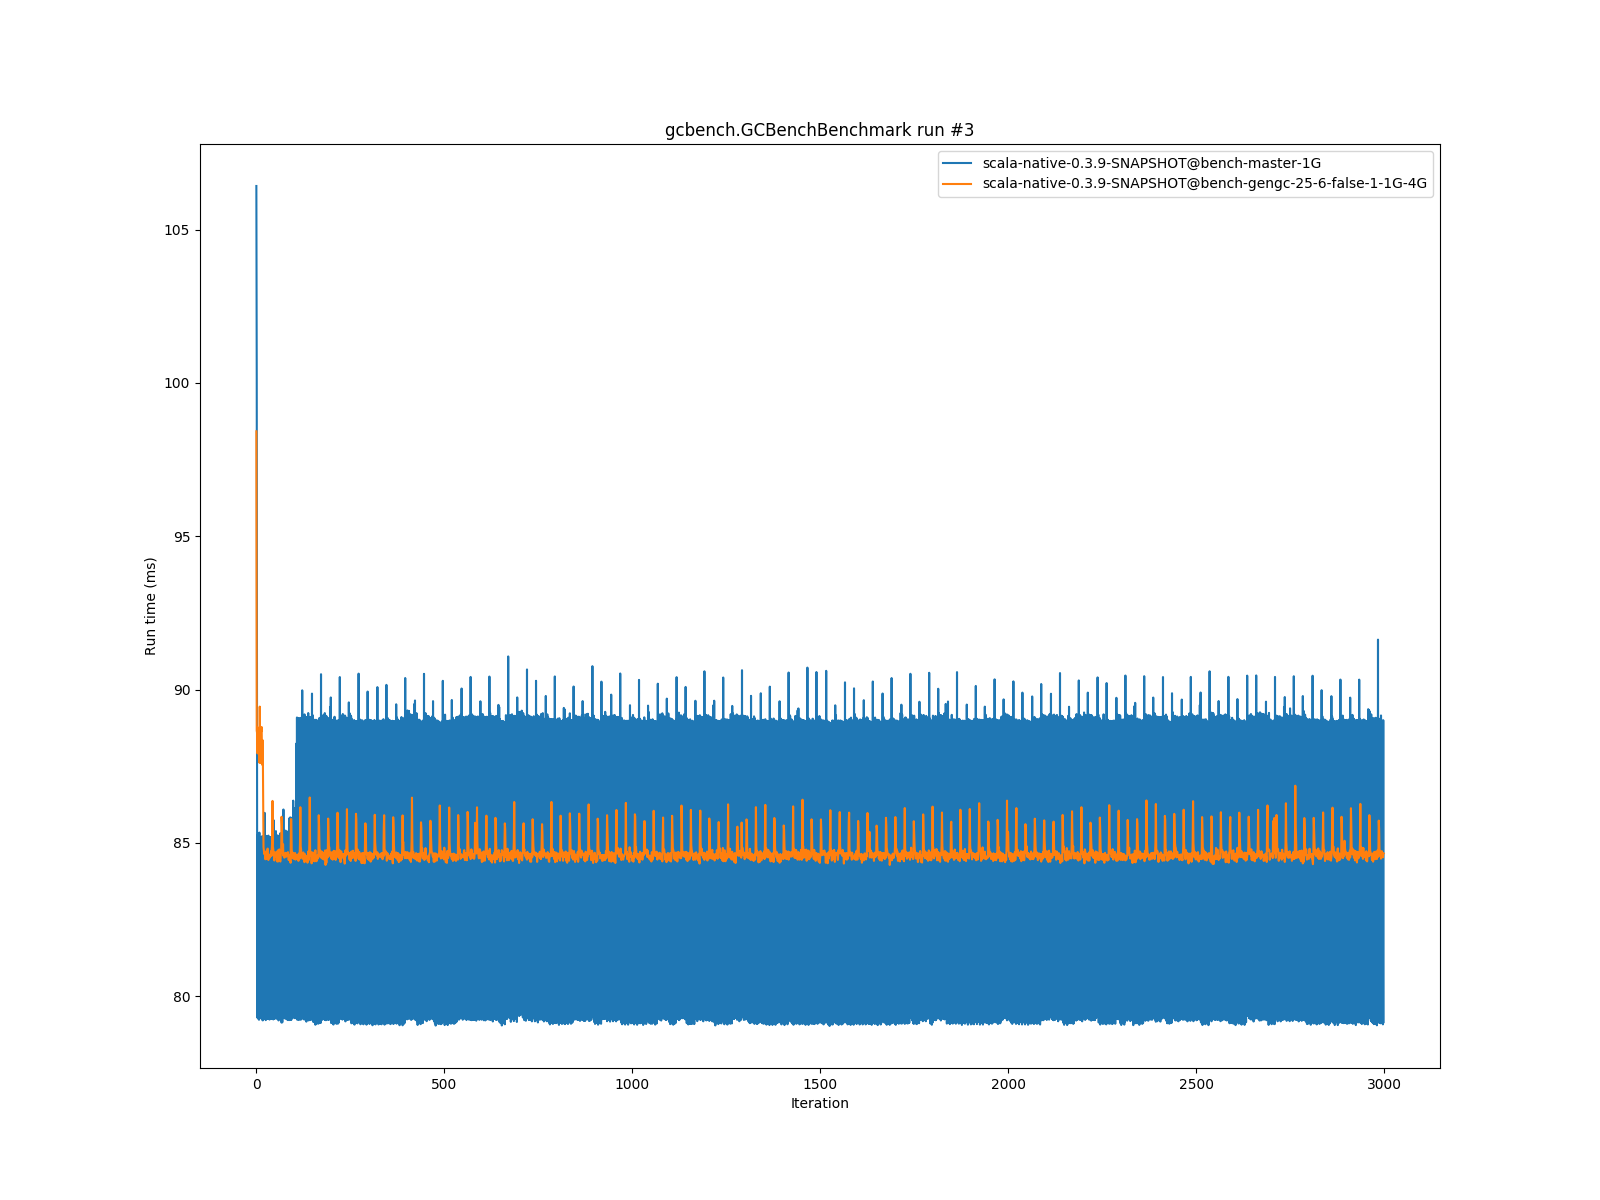 gcbench.GCBenchBenchmark run #3
scala-native-0.3.9-SNAPSHOT@bench-master-1G
scala-native-0.3.9-SNAPSHOT@bench-gengc-25-6-false-1-1G-4G
105
100
95
90
85
80
Run time (ms)
0
500
1000
1500
2000
2500
3000
Iteration